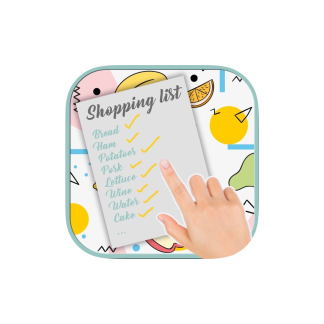 Shopping list
Bread
Ham
Potatoes
Pork
Lettuce
Wine
Water
Cake
...